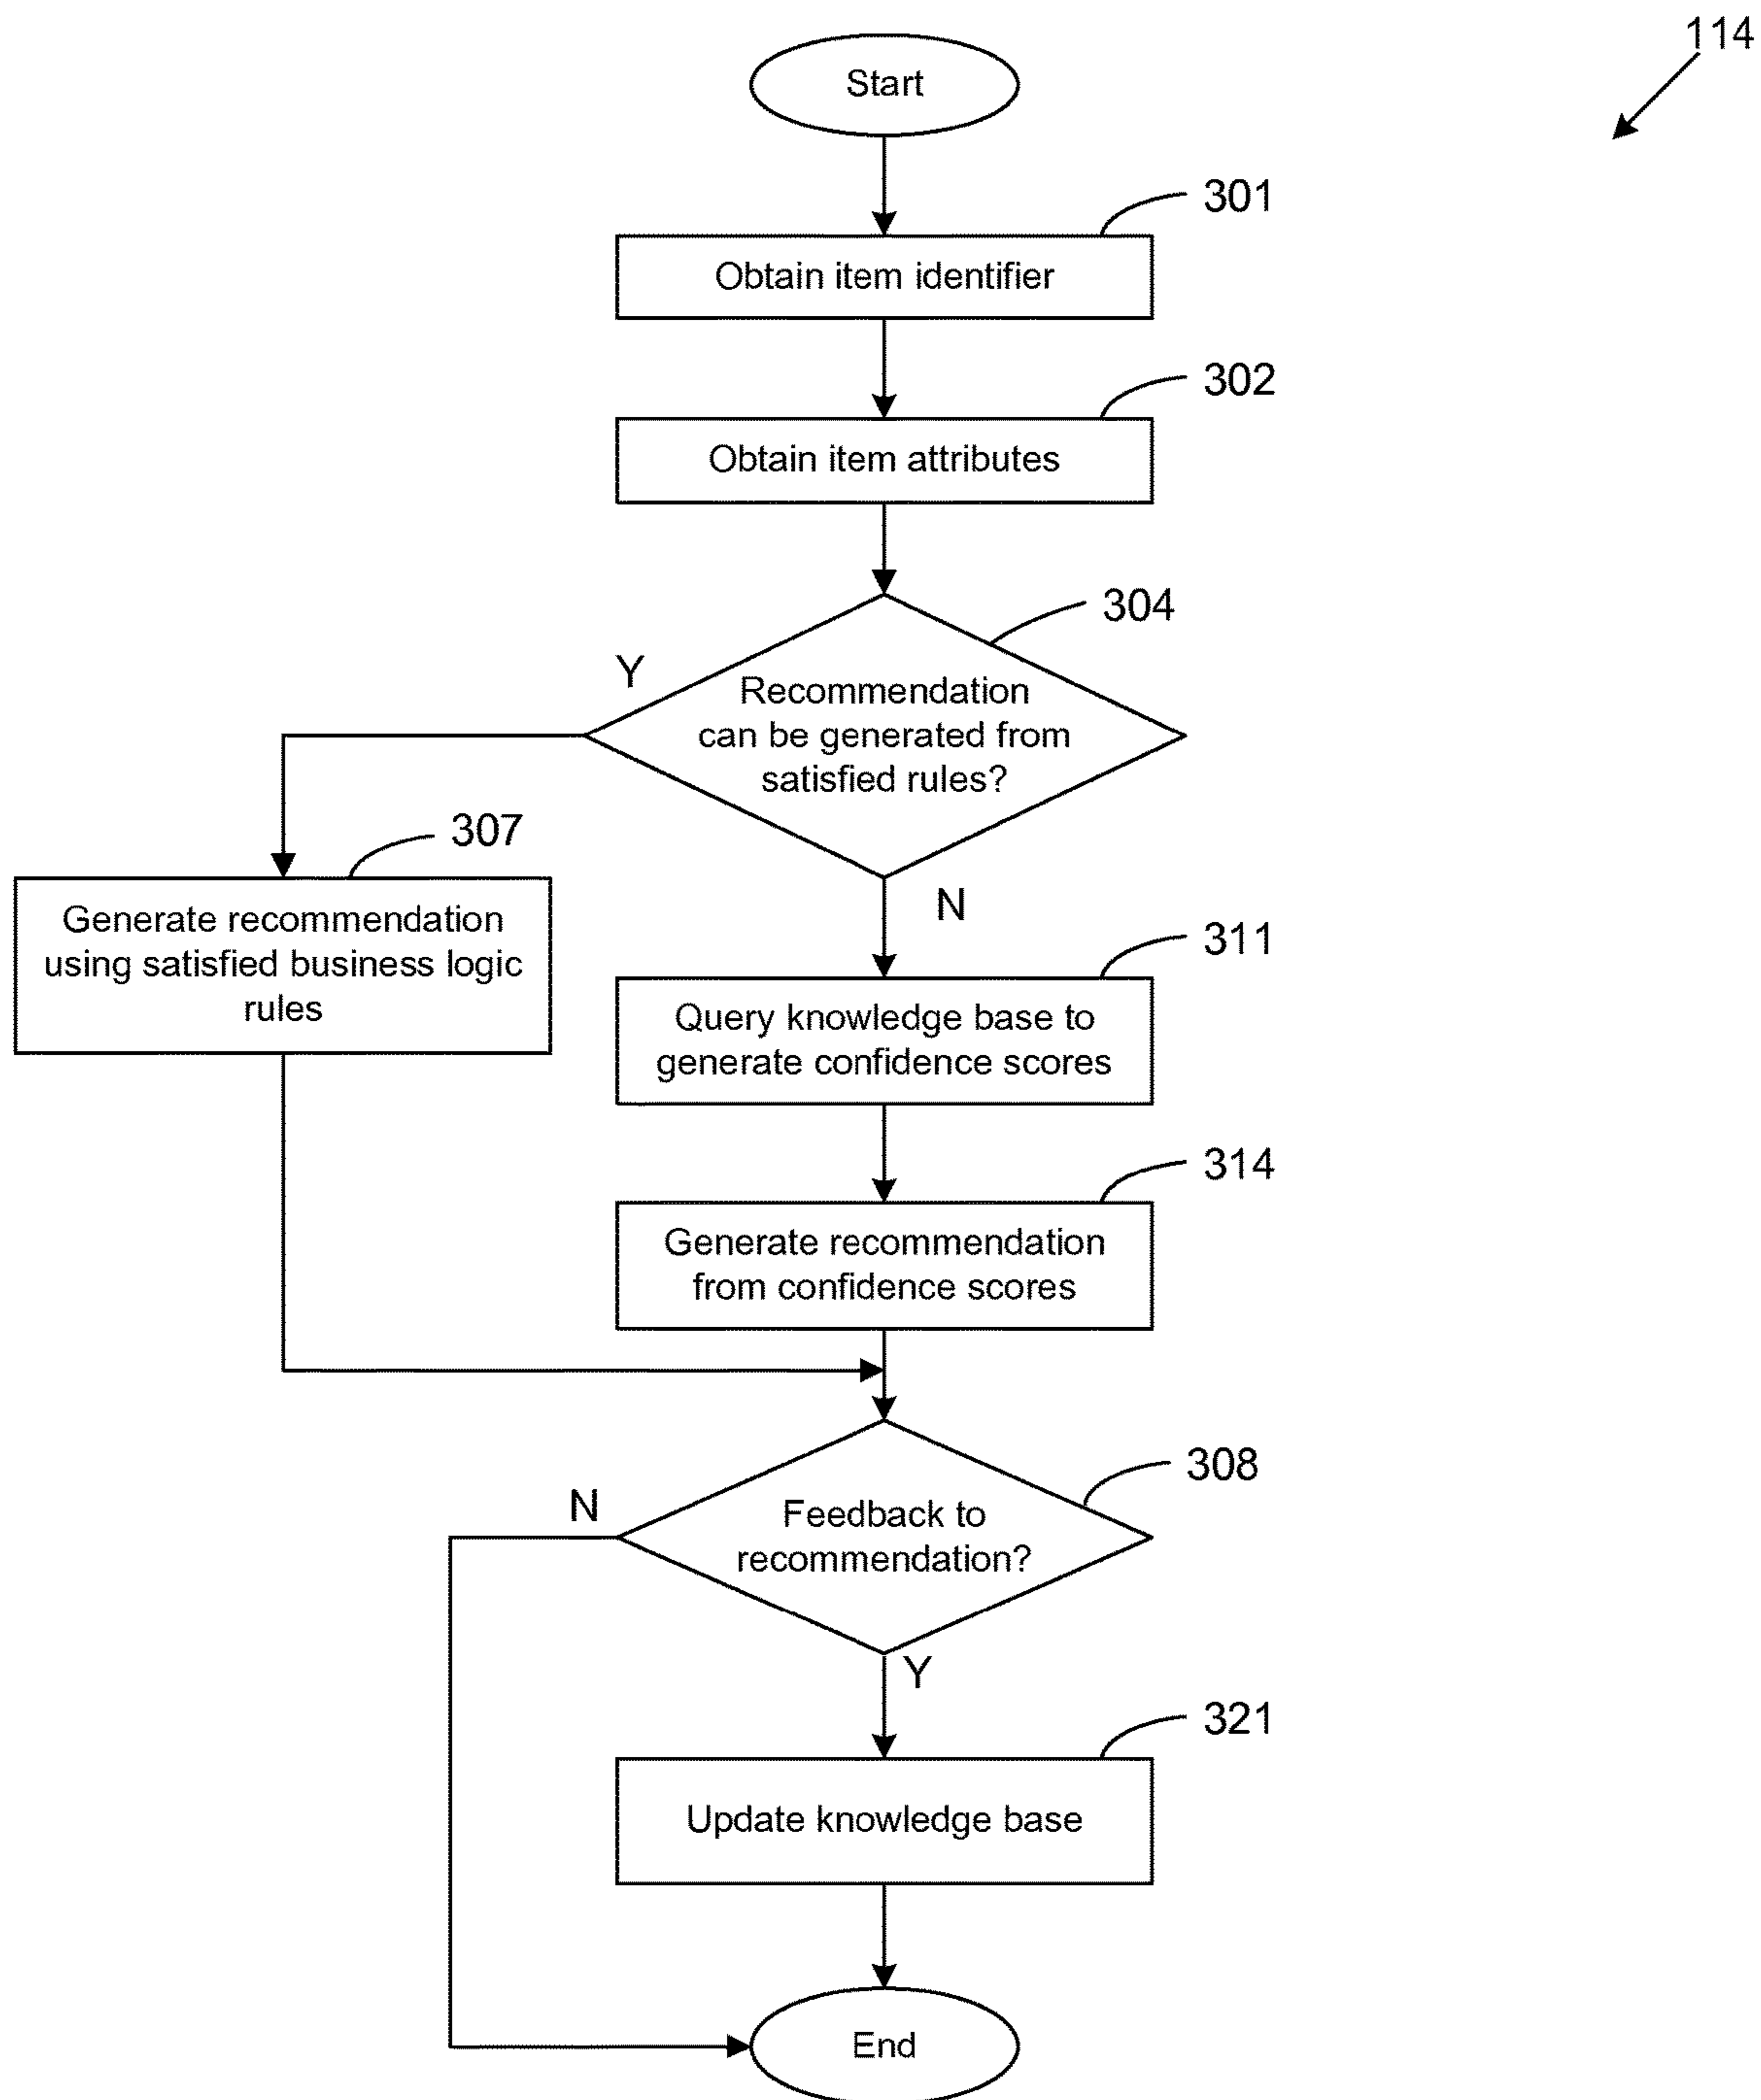 114
Start
301
Obtain item identifier
302
Obtain item attributes
304
Y
Recommendation
can be generated from
satisfied rules?
307
N
Generate recommendation
using satisfied business logic
rules
311
Query knowledge base to
generate confidence scores
314
Generate recommendation
from confidence scores
308
N
Feedback to
recommendation?
Y
321
Update knowledge base
End